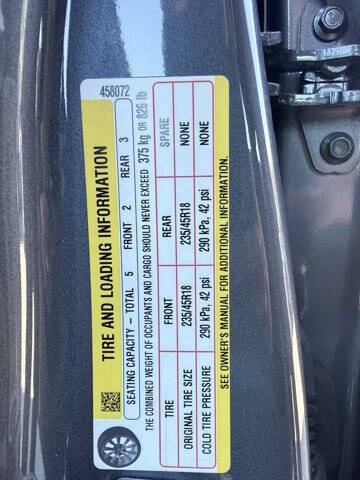 458072
TIRE AND LOADING INFORMATION
SEATING CAPACITY - TOTAL 5 FRONT 2 REAR 3
THE COMBINED WEIGHT OF OCCUPANTS AND CARGO SHOULD NEVER EXCEED 375 kg OR 826 lb
TIRE FRONT REAR SPARE
ORIGINAL TIRE SIZE 235/45R18 235/45R18 NONE
COLD TIRE PRESSURE 290 kPa, 42 psi 290 kPa, 42 psi NONE
SEE OWNER'S MANUAL FOR ADDITIONAL INFORMATION.